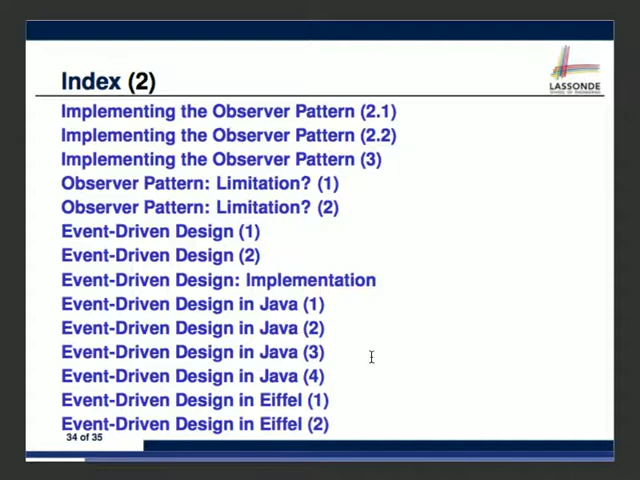 Index (2)
LASSONDE
SCHOOL OF ENGINEERING
Implementing the Observer Pattern (2.1)
Implementing the Observer Pattern (2.2)
Implementing the Observer Pattern (3)
Observer Pattern: Limitation? (1)
Observer Pattern: Limitation? (2)
Event-Driven Design (1)
Event-Driven Design (2)
Event-Driven Design: Implementation
Event-Driven Design in Java (1)
Event-Driven Design in Java (2)
Event-Driven Design in Java (3)
Event-Driven Design in Java (4)
Event-Driven Design in Eiffel (1)
Event-Driven Design in Eiffel (2)
34 of 35